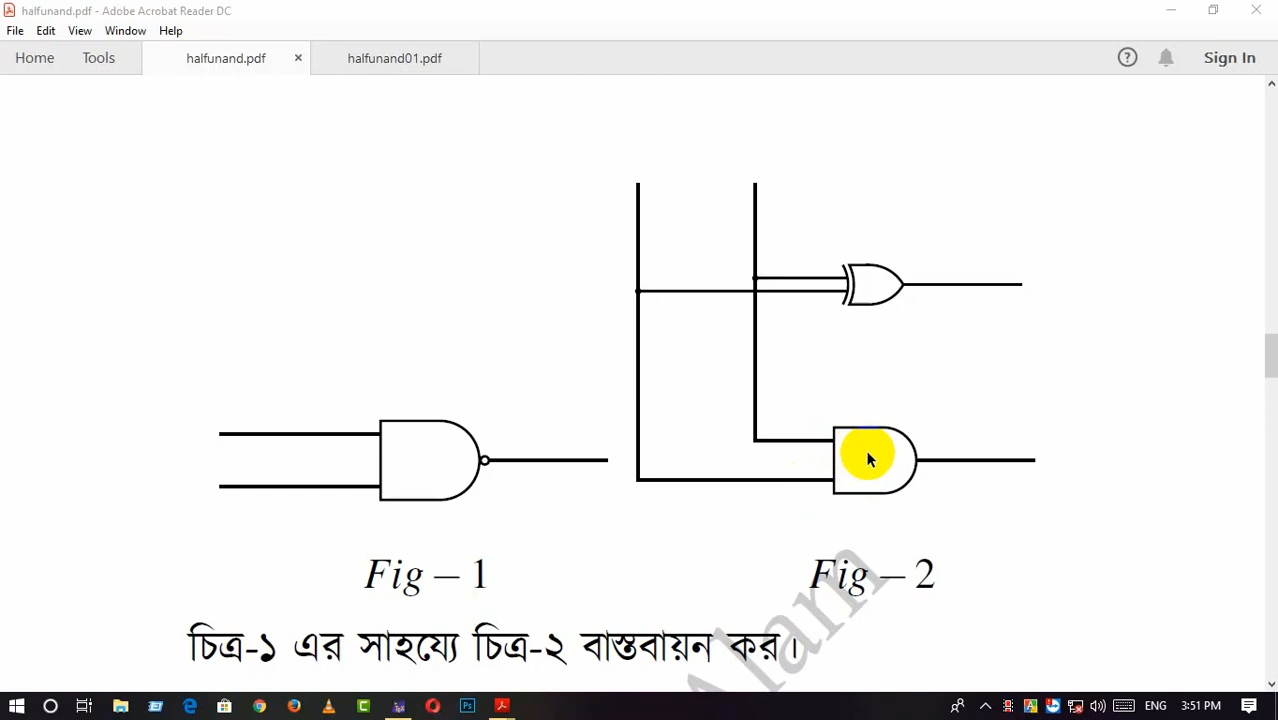 halfunand.pdf - Adobe Acrobat Reader DC
File Edit View Window Help
Home Tools halfunand.pdf × halfunand01.pdf ? Sign In
Fig – 1 Fig – 2
চিত্র-১ এর সাহয্যে চিত্র-২ বাস্তবায়ন কর।
Alam
ENG 3:51 PM